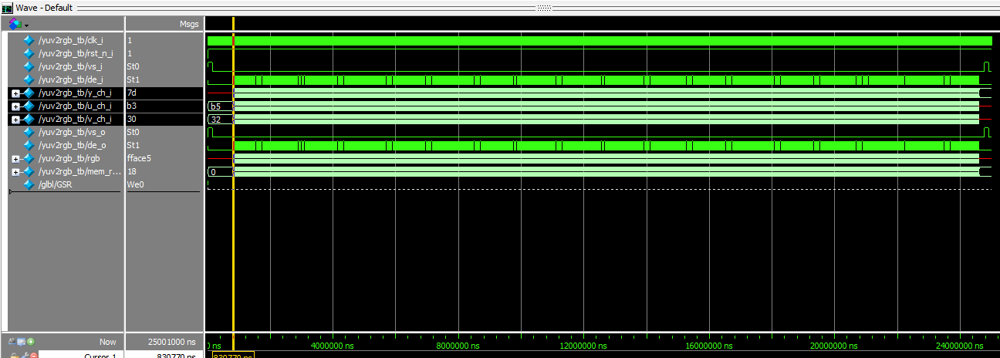 Wave - Default
Msgs
/yuv2rgb_tb/clk_i 1
/yuv2rgb_tb/rst_n_i 1
/yuv2rgb_tb/vs_i St0
/yuv2rgb_tb/de_i St1
/yuv2rgb_tb/y_ch_i 7d
/yuv2rgb_tb/u_ch_i b3 b5
/yuv2rgb_tb/v_ch_i 30 32
/yuv2rgb_tb/vs_o St0
/yuv2rgb_tb/de_o St1
/yuv2rgb_tb/rgb fface5
/yuv2rgb_tb/mem_r... 18 0
/glbl/GSR We0
Now 25001000 ns 0 ns 4000000 ns 8000000 ns 12000000 ns 16000000 ns 20000000 ns 24000000 ns
Cursor 1 830770 ns 830770 ns